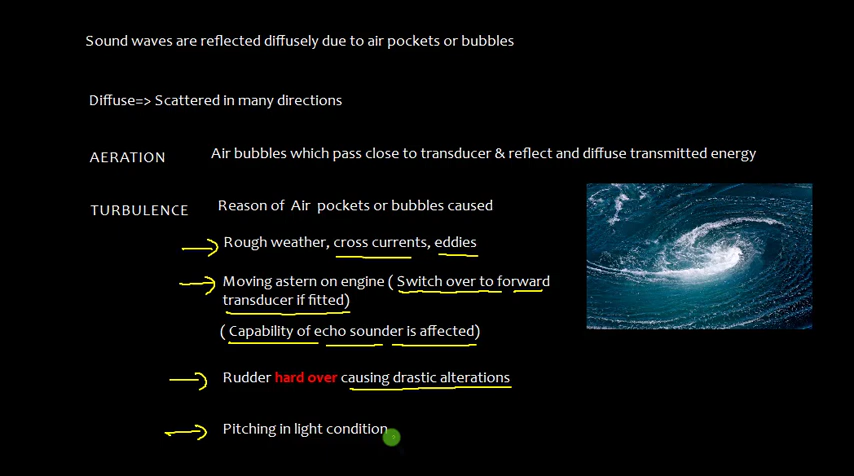 Sound waves are reflected diffusely due to air pockets or bubbles
Diffuse=> Scattered in many directions
AERATION Air bubbles which pass close to transducer & reflect and diffuse transmitted energy
TURBULENCE Reason of Air pockets or bubbles caused
Rough weather, cross currents, eddies
Moving astern on engine ( Switch over to forward
transducer if fitted)
( Capability of echo sounder is affected)
Rudder hard over causing drastic alterations
Pitching in light condition